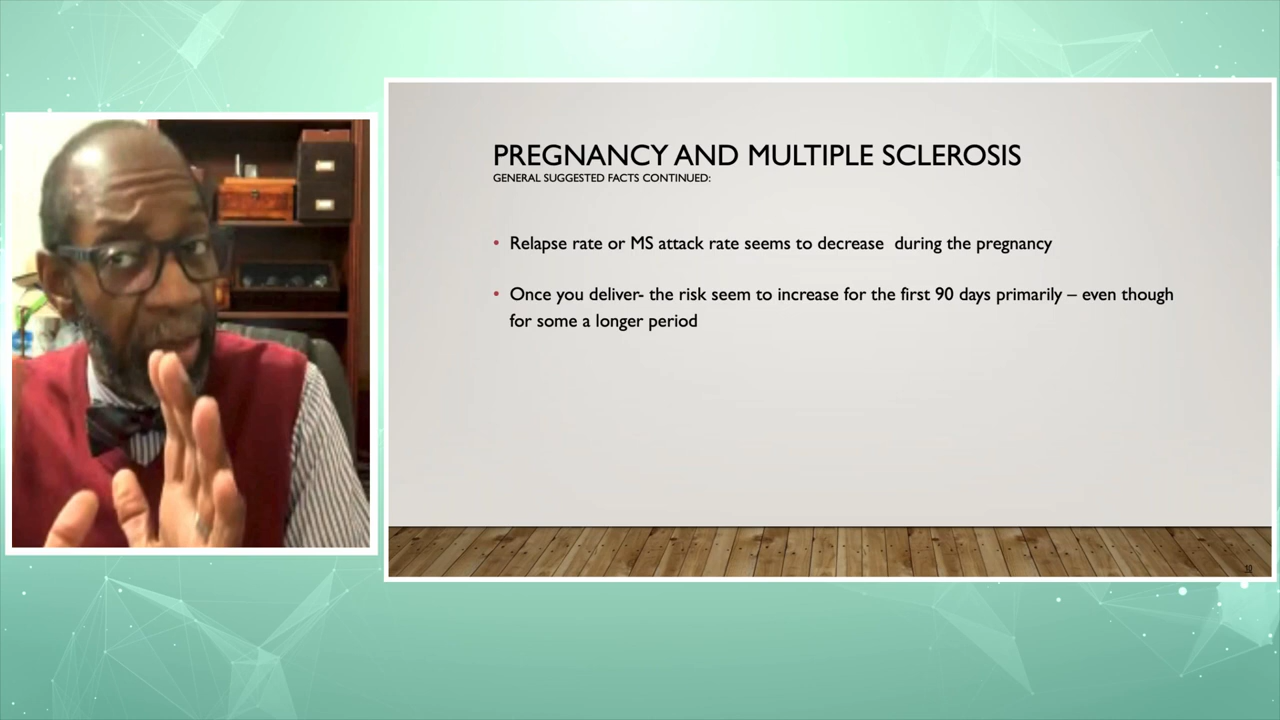 PREGNANCY AND MULTIPLE SCLEROSIS
GENERAL SUGGESTED FACTS CONTINUED:
• Relapse rate or MS attack rate seems to decrease  during the pregnancy
• Once you deliver- the risk seem to increase for the first 90 days primarily – even though
for some a longer period
10